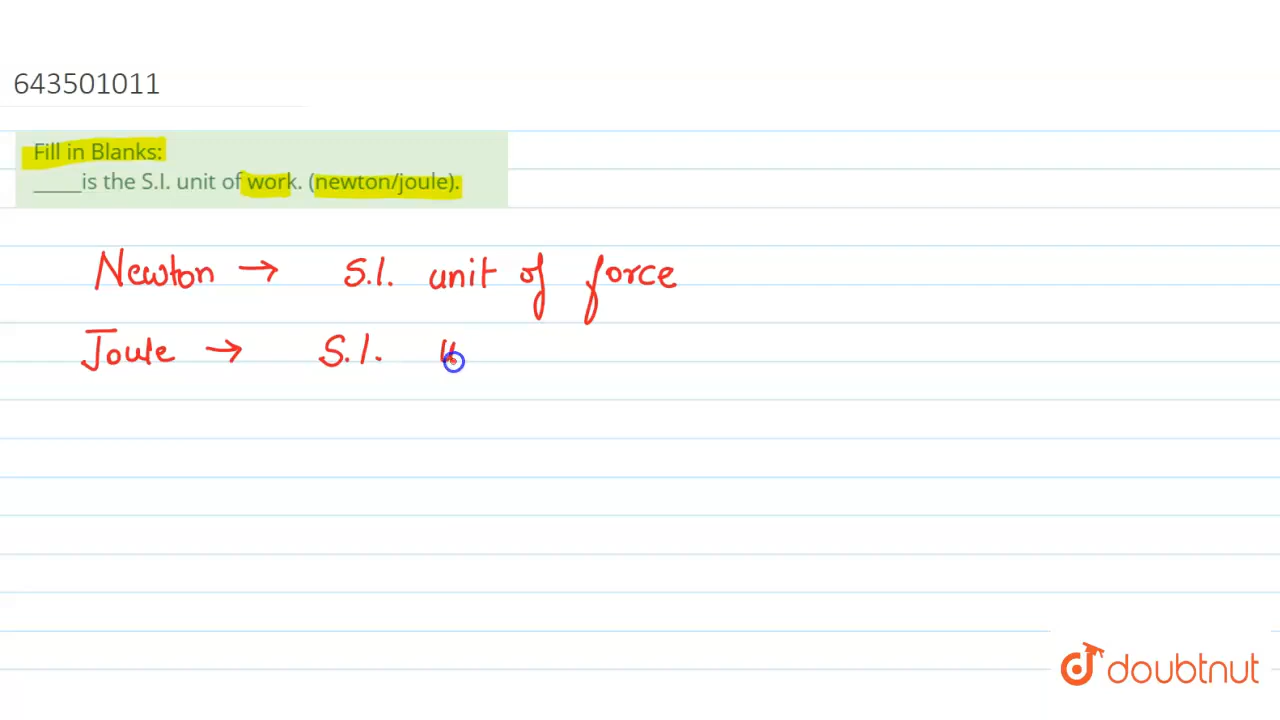 643501011
Fill in Blanks:
_____is the S.I. unit of work. (newton/joule).
Newton → S.I. unit of force
Joule → S.I. u
doubtnut